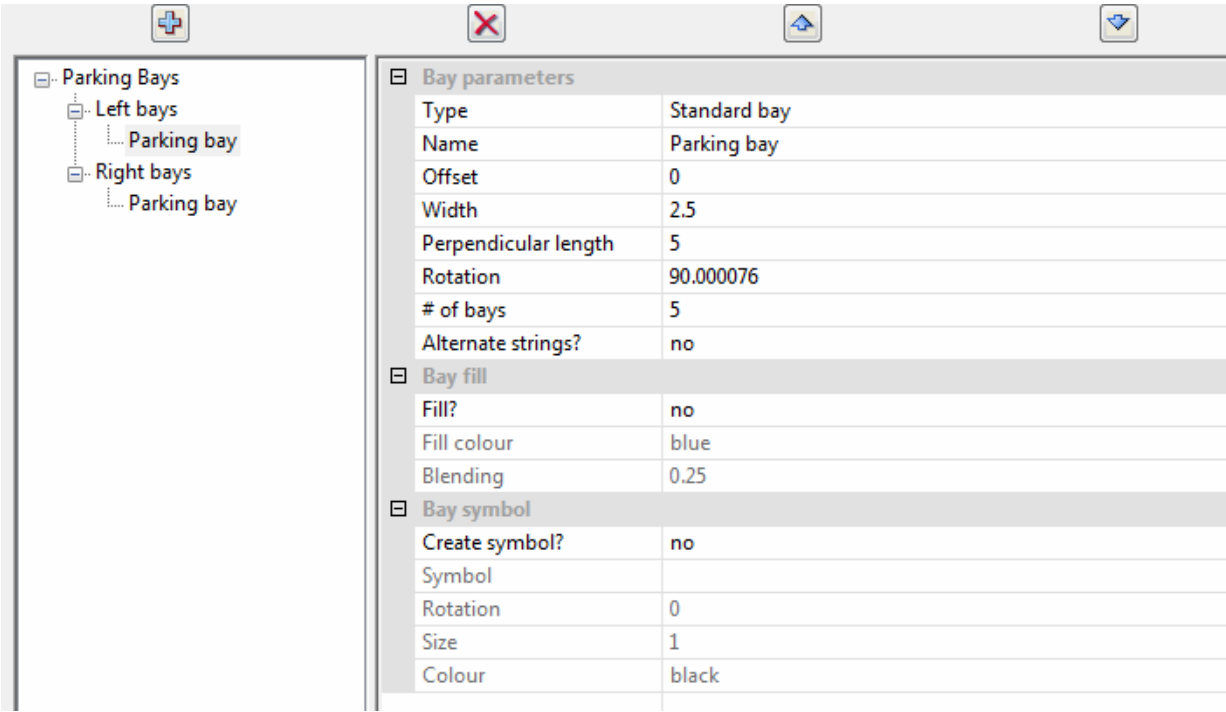 Parking Bays
Left bays
Parking bay
Right bays
Parking bay
Bay parameters
Type Standard bay
Name Parking bay
Offset 0
Width 2.5
Perpendicular length 5
Rotation 90.000076
# of bays 5
Alternate strings? no
Bay fill
Fill? no
Fill colour blue
Blending 0.25
Bay symbol
Create symbol? no
Symbol
Rotation 0
Size 1
Colour black